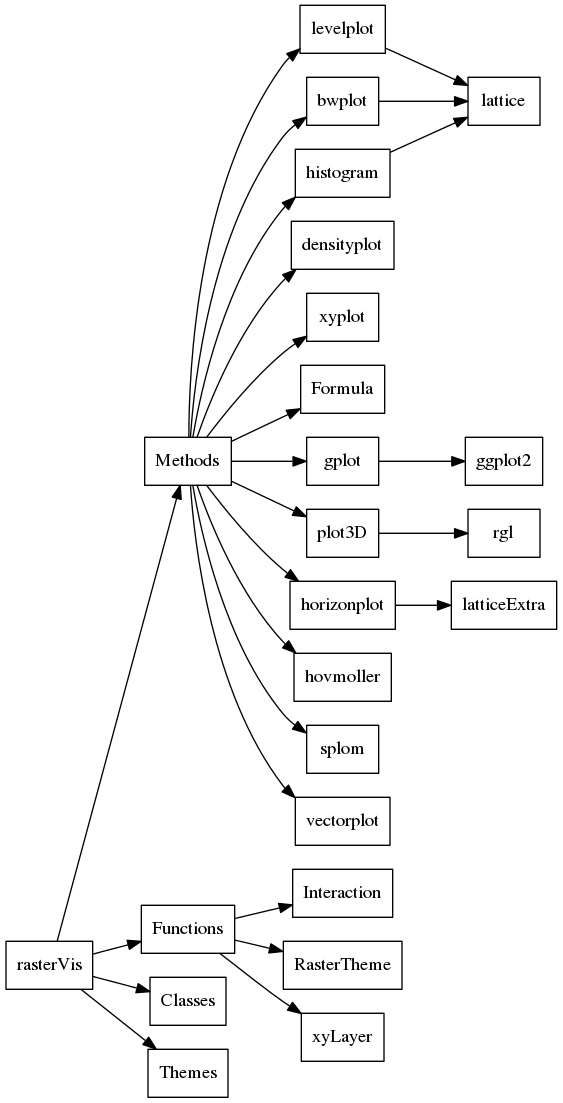 levelplot
bwplot
lattice
histogram
densityplot
xyplot
Formula
Methods
gplot
ggplot2
plot3D
rgl
horizonplot
latticeExtra
hovmoller
splom
vectorplot
Interaction
Functions
rasterVis
RasterTheme
Classes
xyLayer
Themes